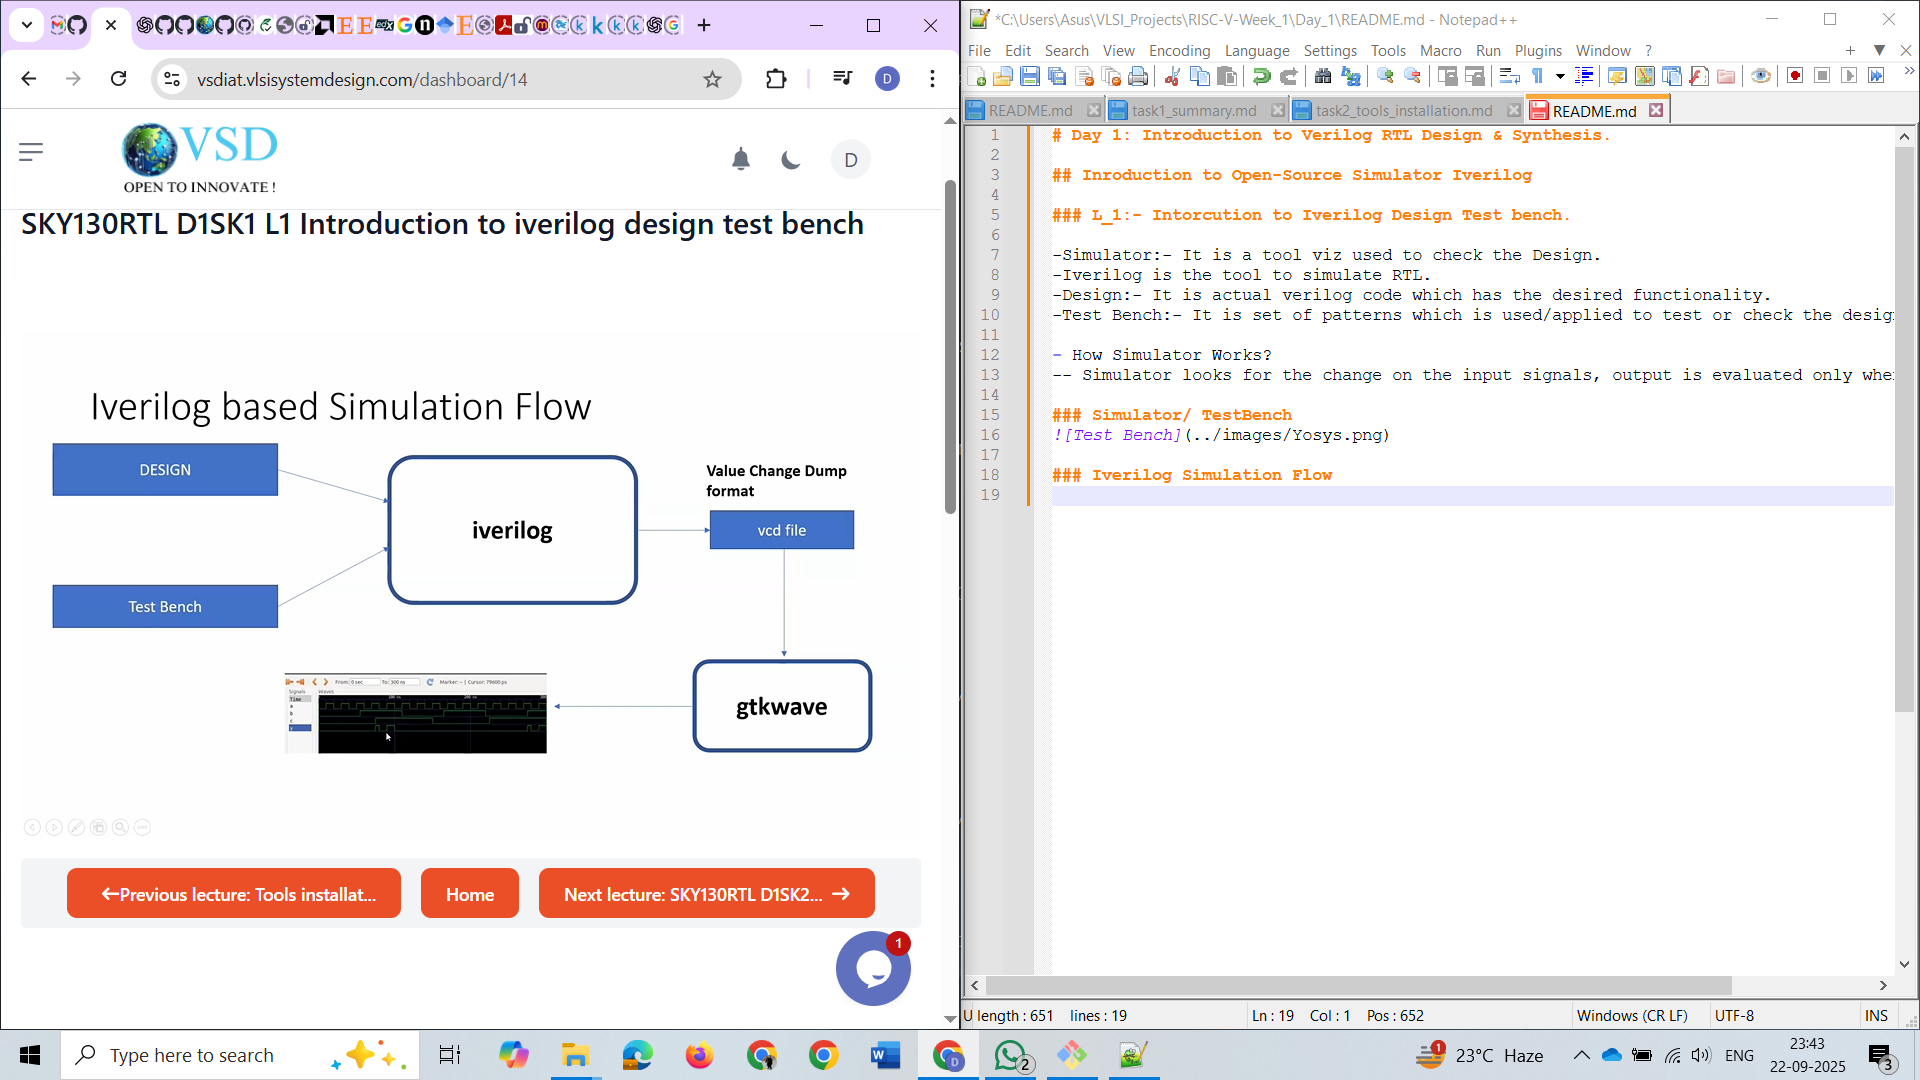 vsdiat.vlsisystemdesign.com/dashboard/14
D
VSD
OPEN TO INNOVATE !
D
SKY130RTL D1SK1 L1 Introduction to iverilog design test bench
Iverilog based Simulation Flow
DESIGN
Test Bench
iverilog
Value Change Dump
format
vcd file
gtkwave
←Previous lecture: Tools installat...
Home
Next lecture: SKY130RTL D1SK2... →
1
*C:\Users\Asus\VLSI_Projects\RISC-V-Week_1\Day_1\README.md - Notepad++
File Edit Search View Encoding Language Settings Tools Macro Run Plugins Window ?
README.md task1_summary.md task2_tools_installation.md README.md
1 # Day 1: Introduction to Verilog RTL Design & Synthesis.
2
3 ## Inroduction to Open-Source Simulator Iverilog
4
5 ### L_1:- Intorcution to Iverilog Design Test bench.
6
7 -Simulator:- It is a tool viz used to check the Design.
8 -Iverilog is the tool to simulate RTL.
9 -Design:- It is actual verilog code which has the desired functionality.
10 -Test Bench:- It is set of patterns which is used/applied to test or check the desig
11
12 - How Simulator Works?
13 -- Simulator looks for the change on the input signals, output is evaluated only whe
14
15 ### Simulator/ TestBench
16 ![Test Bench](../images/Yosys.png)
17
18 ### Iverilog Simulation Flow
19
U length : 651 lines : 19 Ln : 19 Col : 1 Pos : 652 Windows (CR LF) UTF-8 INS
Type here to search
2
1
23°C Haze
ENG
23:43
22-09-2025
3